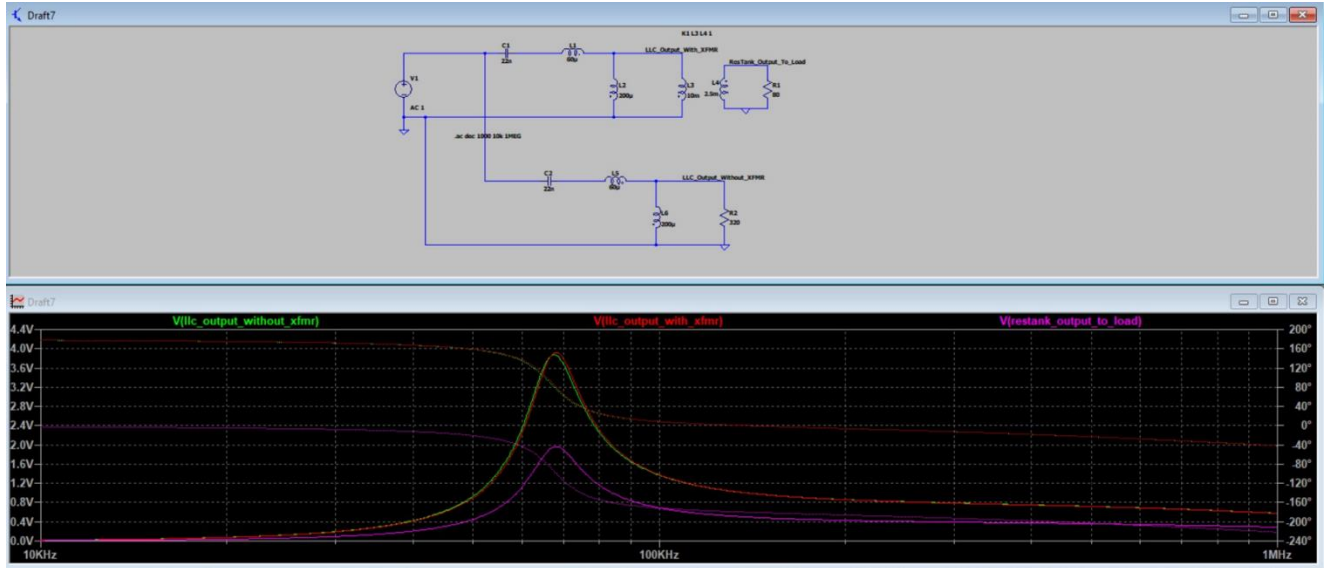 Draft7
K1 L3 L4 1
C1
22n
L1
60µ
LLC_Output_With_XFMR
ResTank_Output_To_Load
V1
AC 1
L2
200µ
L3
10m
L4
2.5m
R1
80
.ac dec 1000 10k 1MEG
C2
22n
L5
60µ
LLC_Output_Without_XFMR
L6
200µ
R2
320
Draft7
V(llc_output_without_xfmr) V(llc_output_with_xfmr) V(restank_output_to_load)
4.4V 200°
4.0V 160°
3.6V 120°
3.2V 80°
2.8V 40°
2.4V 0°
2.0V -40°
1.6V -80°
1.2V -120°
0.8V -160°
0.4V -200°
0.0V -240°
10KHz 100KHz 1MHz